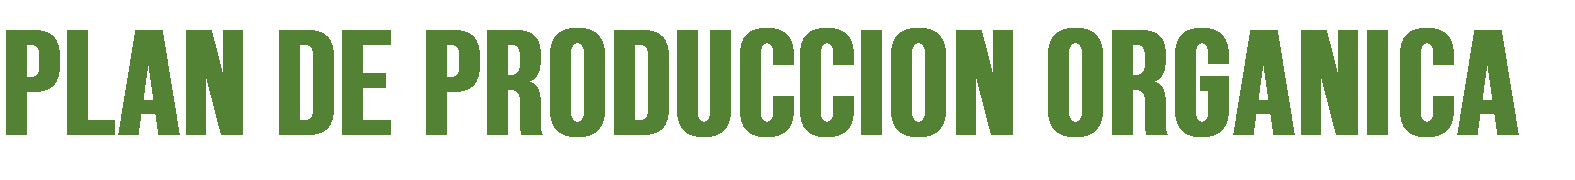 PLAN DE PRODUCCION ORGANICA